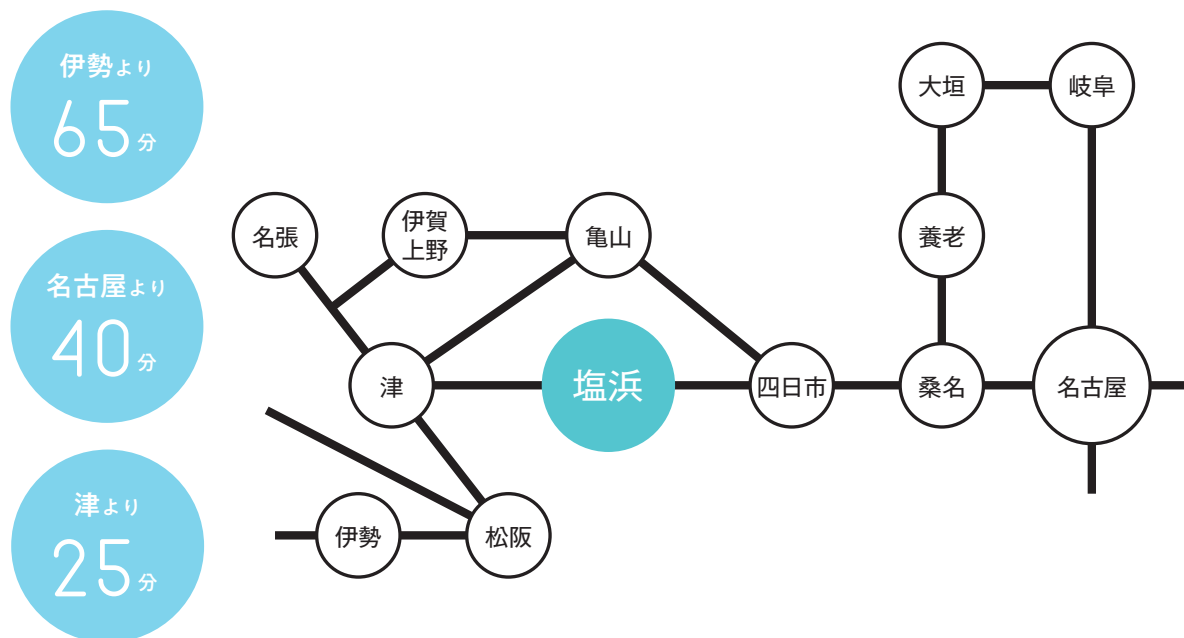 伊勢より
65分
名古屋より
40分
津より
25分
大垣
岐阜
名張
伊賀
上野
亀山
養老
津
塩浜
四日市
桑名
名古屋
伊勢
松阪